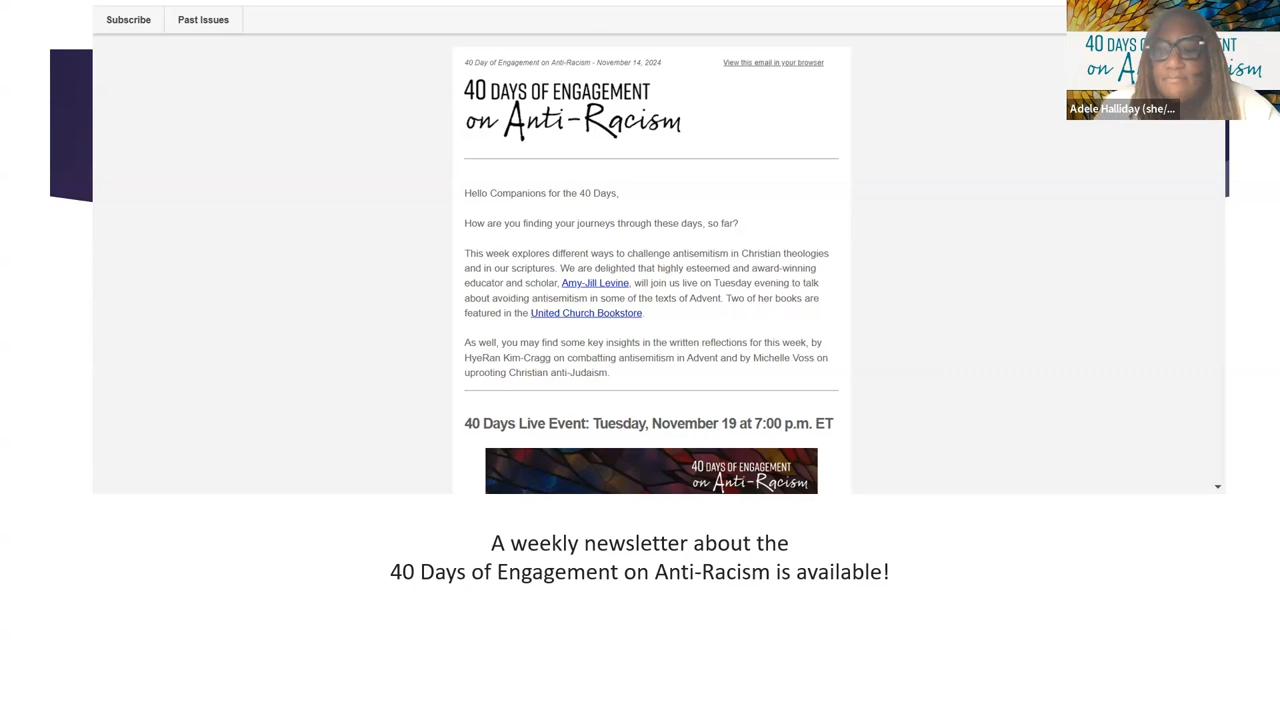 Subscribe
Past Issues
40 Day of Engagement on Anti-Racism - November 14, 2024
View this email in your browser
40 DAYS OF ENGAGEMENT
on Anti-Racism
Hello Companions for the 40 Days,
How are you finding your journeys through these days, so far?
This week explores different ways to challenge antisemitism in Christian theologies
and in our scriptures. We are delighted that highly esteemed and award-winning
educator and scholar, Amy-Jill Levine, will join us live on Tuesday evening to talk
about avoiding antisemitism in some of the texts of Advent. Two of her books are
featured in the United Church Bookstore.
As well, you may find some key insights in the written reflections for this week, by
HyeRan Kim-Cragg on combatting antisemitism in Advent and by Michelle Voss on
uprooting Christian anti-Judaism.
40 Days Live Event: Tuesday, November 19 at 7:00 p.m. ET
40 DAYS OF ENGAGEMENT
on Anti-Racism
A weekly newsletter about the
40 Days of Engagement on Anti-Racism is available!
40 DAYS
on
Adele Halliday (she/...